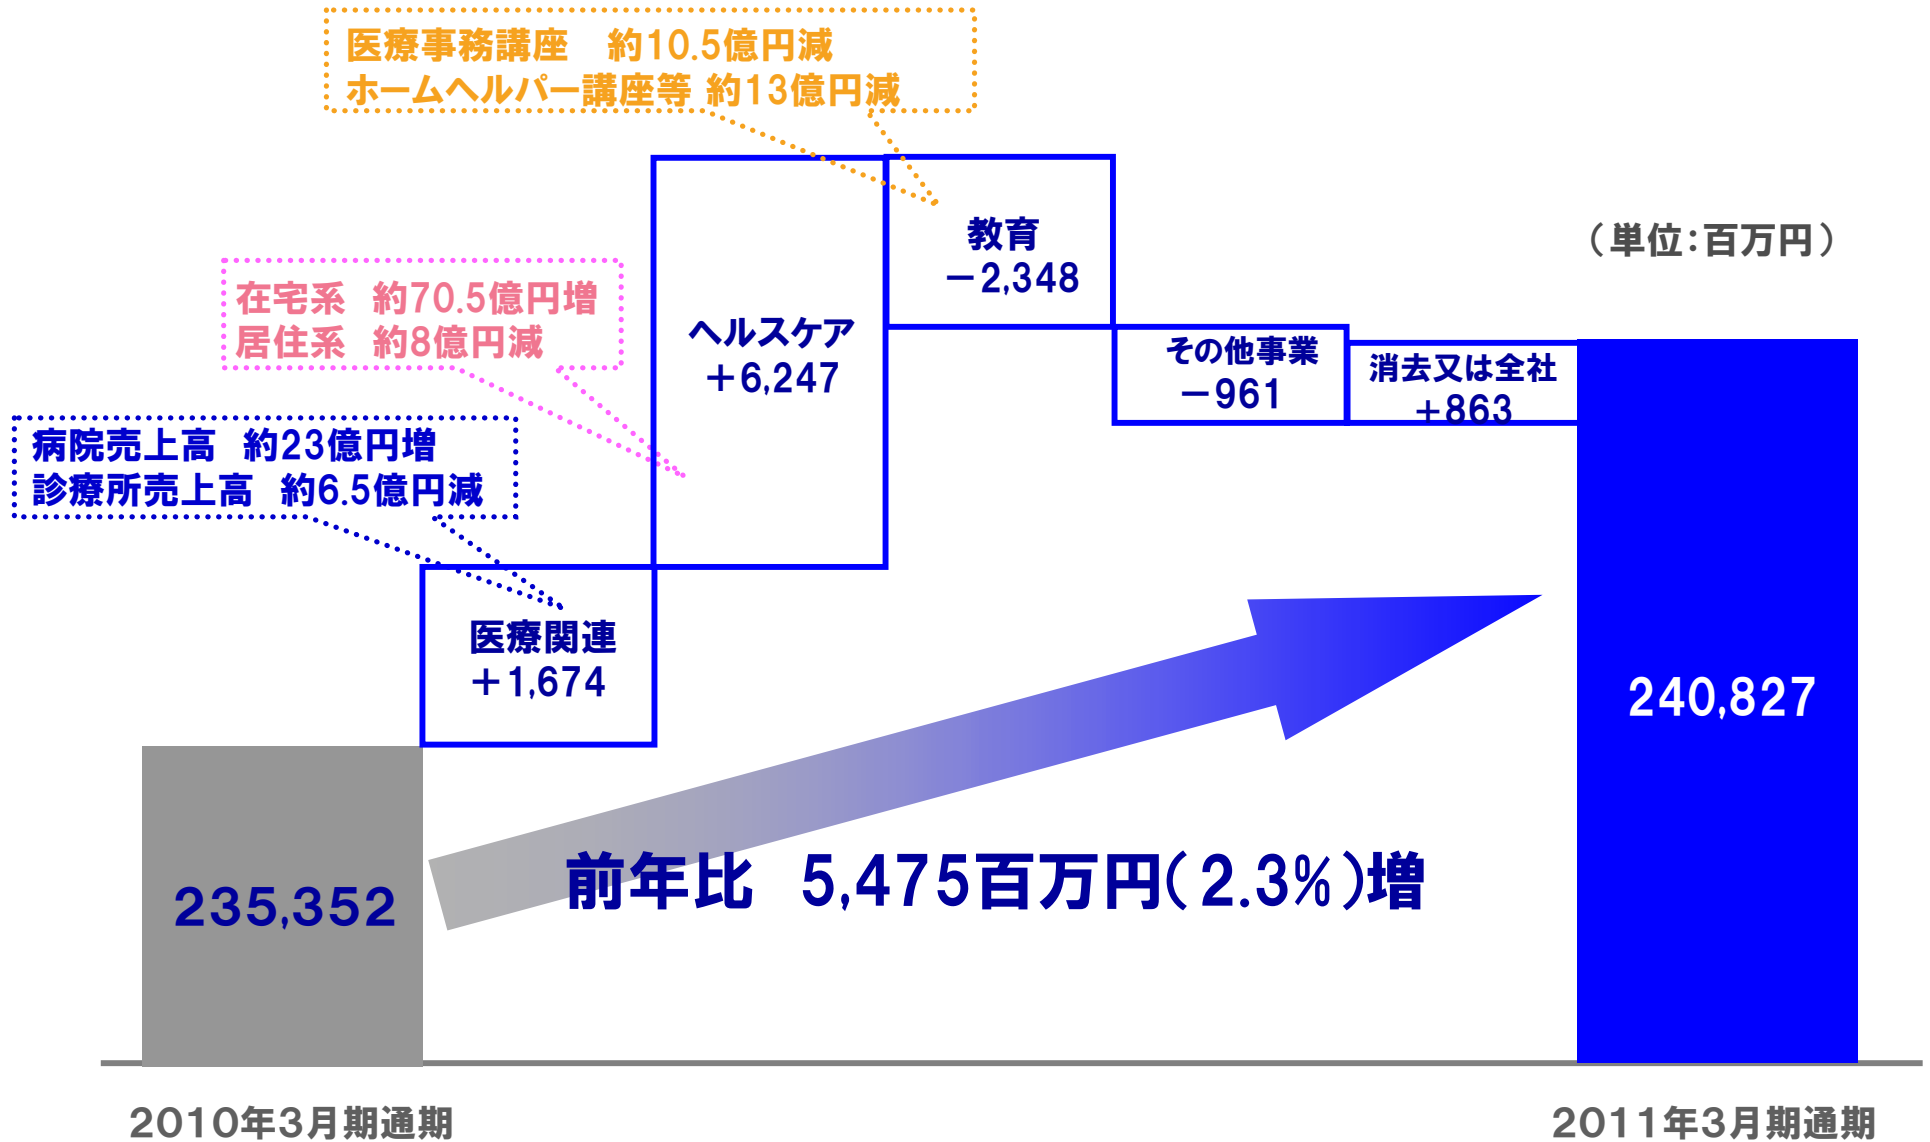 医療事務講座　約10.5億円減
ホームヘルパー講座等 約13億円減
（単位：百万円）
教育
－2,348
在宅系　約70.5億円増
居住系　約8億円減
ヘルスケア
＋6,247
その他事業
－961
消去又は全社
+863
病院売上高　約23億円増
診療所売上高　約6.5億円減
医療関連
＋1,674
240,827
前年比　5,475百万円（2.3%）増
235,352
2010年3月期通期
2011年3月期通期